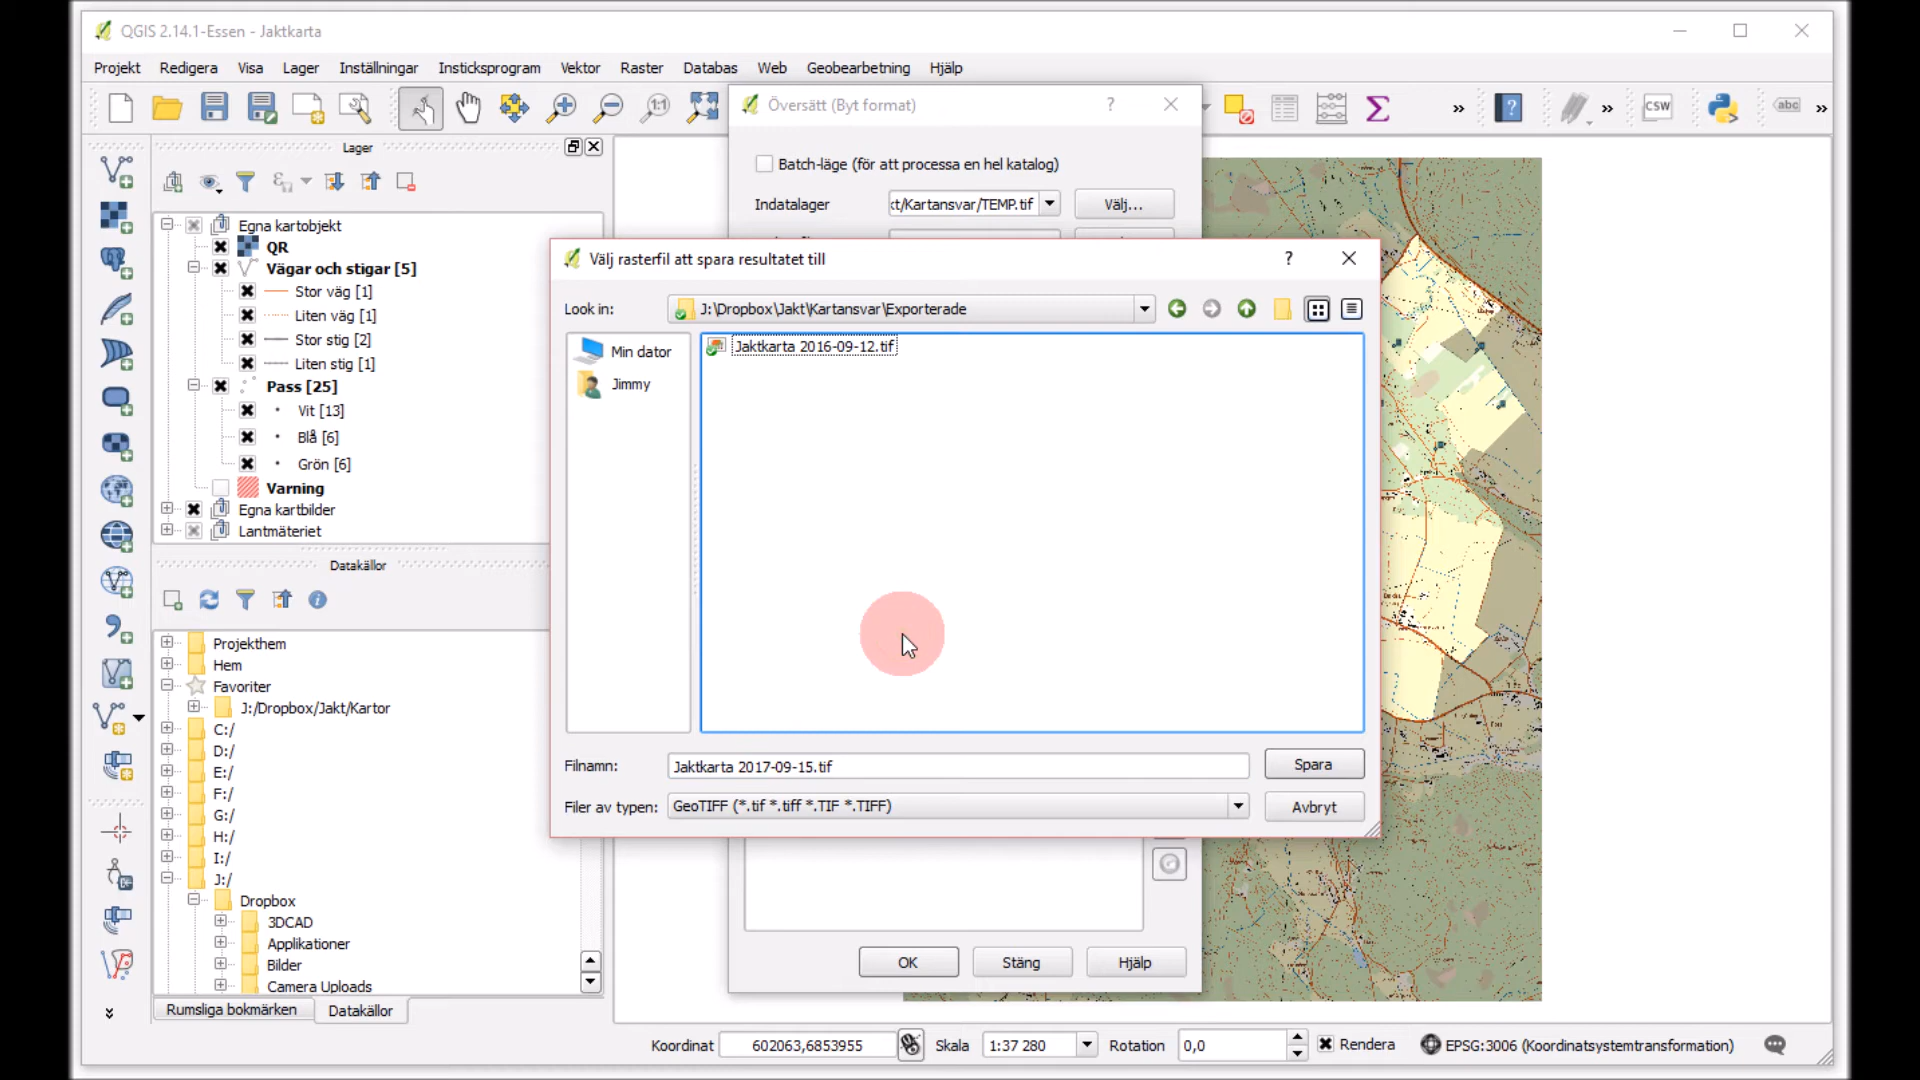 QGIS 2.14.1-Essen - Jaktkarta
Projekt Redigera Visa Lager Inställningar Insticksprogram Vektor Raster Databas Web Geobearbetning Hjälp
Översätt (Byt format) ?
1:1 Σ » ? » CSW abc »
Lager
Batch-läge (för att processa en hel katalog)
Indatalager
kt/Kartansvar/TEMP.tif
Välj...
Egna kartobjekt
QR
Vägar och stigar [5]
Stor väg [1]
Liten väg [1]
Stor stig [2]
Liten stig [1]
Pass [25]
Vit [13]
Blå [6]
Grön [6]
Varning
Egna kartbilder
Lantmäteriet
Välj rasterfil att spara resultatet till ?
Look in:
J:\Dropbox\Jakt\Kartansvar\Exporterade
Min dator
Jimmy
Jaktkarta 2016-09-12.tif
Filnamn:
Jaktkarta 2017-09-15.tif
Spara
Filer av typen:
GeoTIFF (*.tif *.tiff *.TIF *.TIFF)
Avbryt
Datakällor
Projekthem
Hem
Favoriter
J:/Dropbox/Jakt/Kartor
C:/
D:/
E:/
F:/
G:/
H:/
I:/
J:/
Dropbox
3DCAD
Applikationer
Bilder
Camera Uploads
Rumsliga bokmärken
Datakällor
OK
Stäng
Hjälp
Koordinat 602063,6853955 Skala 1:37 280 Rotation 0,0 Rendera EPSG:3006 (Koordinatsystemtransformation)